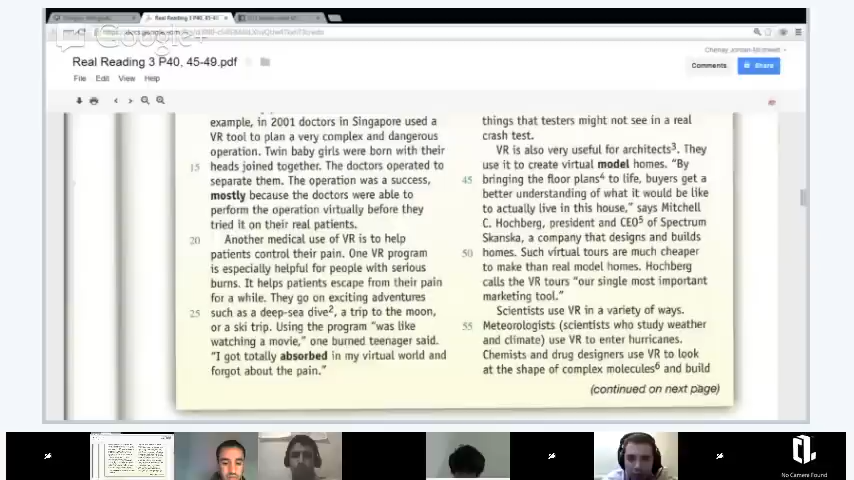 Real Reading 3 P40, 45-49.pdf
Comments
Share
File Edit View Help
example, in 2001 doctors in Singapore used a
VR tool to plan a very complex and dangerous
operation. Twin baby girls were born with their
15 heads joined together. The doctors operated to
separate them. The operation was a success,
mostly because the doctors were able to
perform the operation virtually before they
tried it on their real patients.
20 Another medical use of VR is to help
patients control their pain. One VR program
is especially helpful for people with serious
burns. It helps patients escape from their pain
for a while. They go on exciting adventures
25 such as a deep-sea dive², a trip to the moon,
or a ski trip. Using the program “was like
watching a movie,” one burned teenager said.
“I got totally absorbed in my virtual world and
forgot about the pain.”
things that testers might not see in a real
crash test.
VR is also very useful for architects³. They
use it to create virtual model homes. “By
45 bringing the floor plans⁴ to life, buyers get a
better understanding of what it would be like
to actually live in this house,” says Mitchell
C. Hochberg, president and CEO⁵ of Spectrum
Skanska, a company that designs and builds
50 homes. Such virtual tours are much cheaper
to make than real model homes. Hochberg
calls the VR tours “our single most important
marketing tool.”
Scientists use VR in a variety of ways.
55 Meteorologists (scientists who study weather
and climate) use VR to enter hurricanes.
Chemists and drug designers use VR to look
at the shape of complex molecules⁶ and build
(continued on next page)
No Camera Found